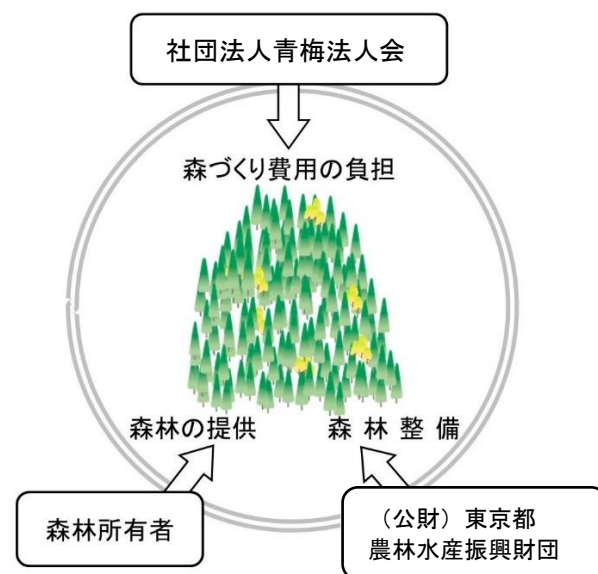 社団法人青梅法人会
森づくり費用の負担
森林の提供
森林整備
森林所有者
（公財）東京都
農林水産振興財団